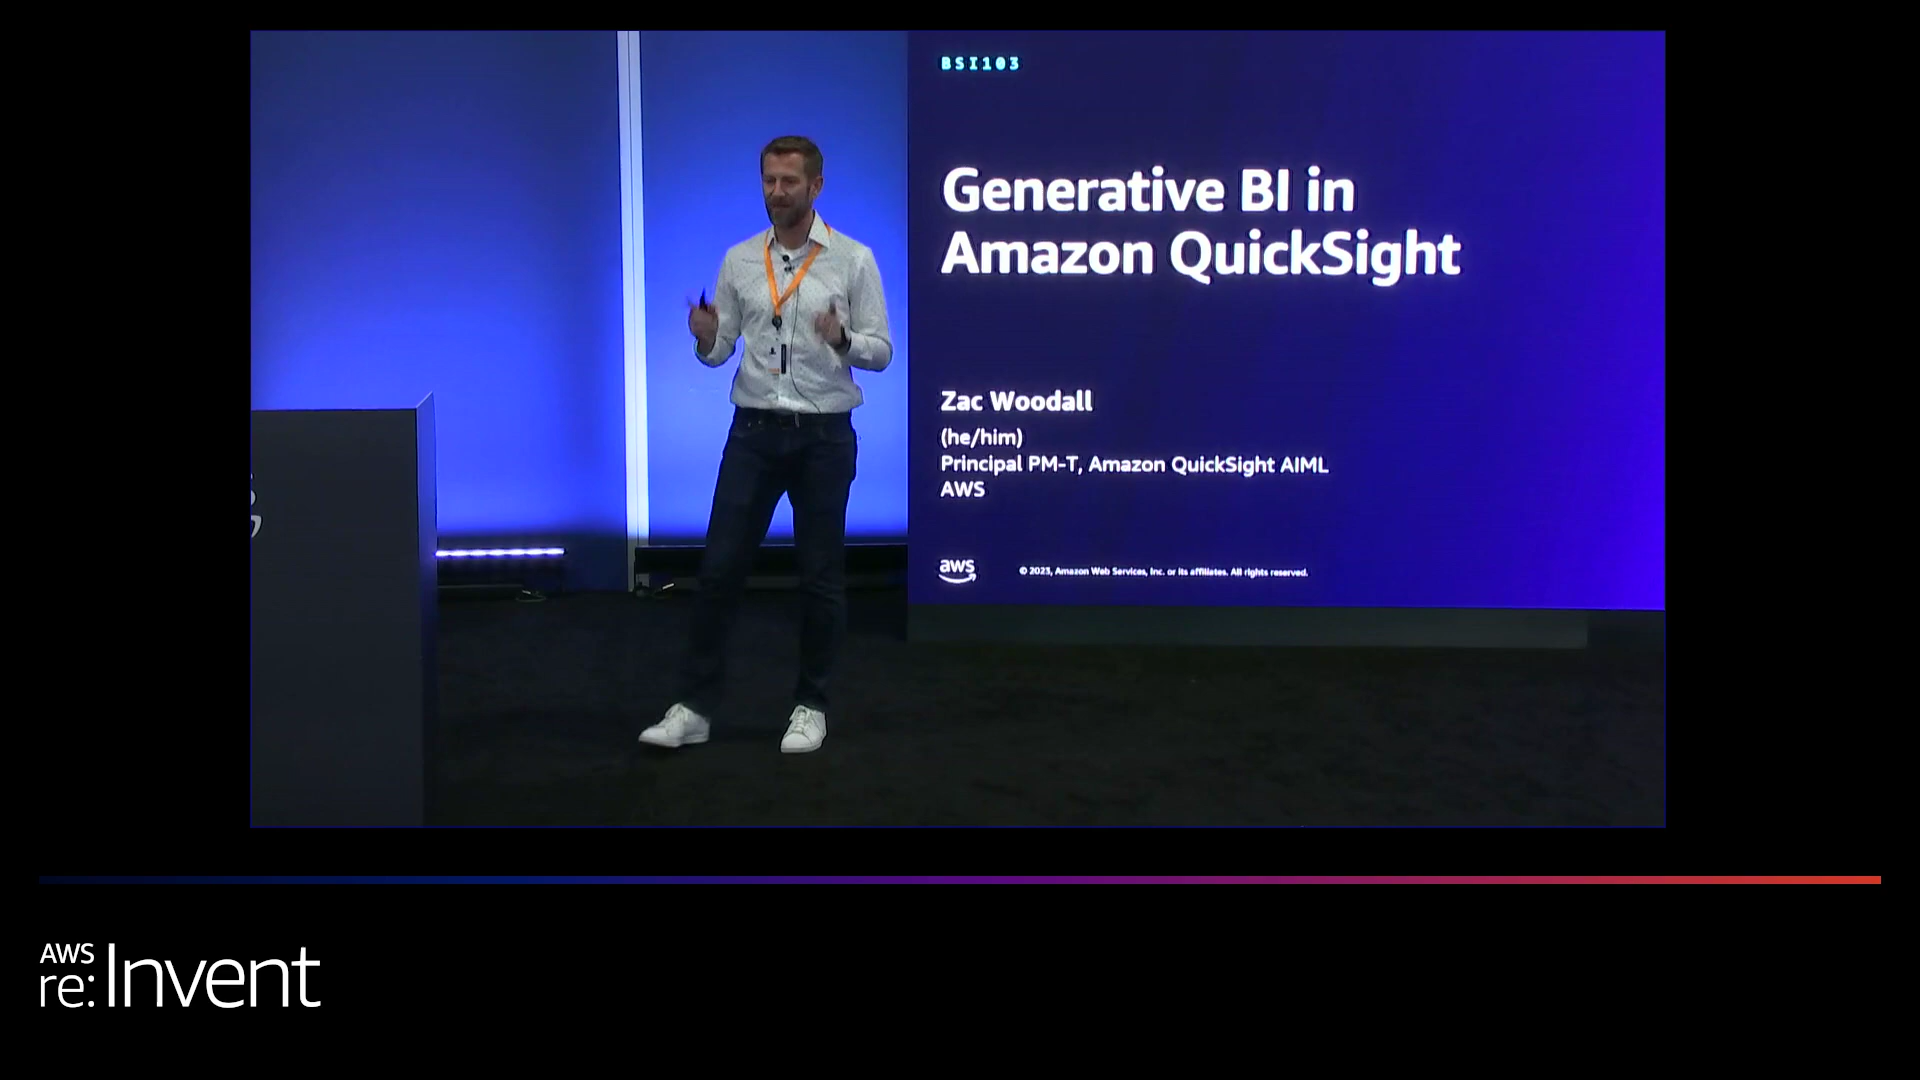 BSI103
Generative BI in
Amazon QuickSight
Zac Woodall
(he/him)
Principal PM-T, Amazon QuickSight AIML
AWS
aws
© 2023, Amazon Web Services, Inc. or its affiliates. All rights reserved.
AWS
re:Invent